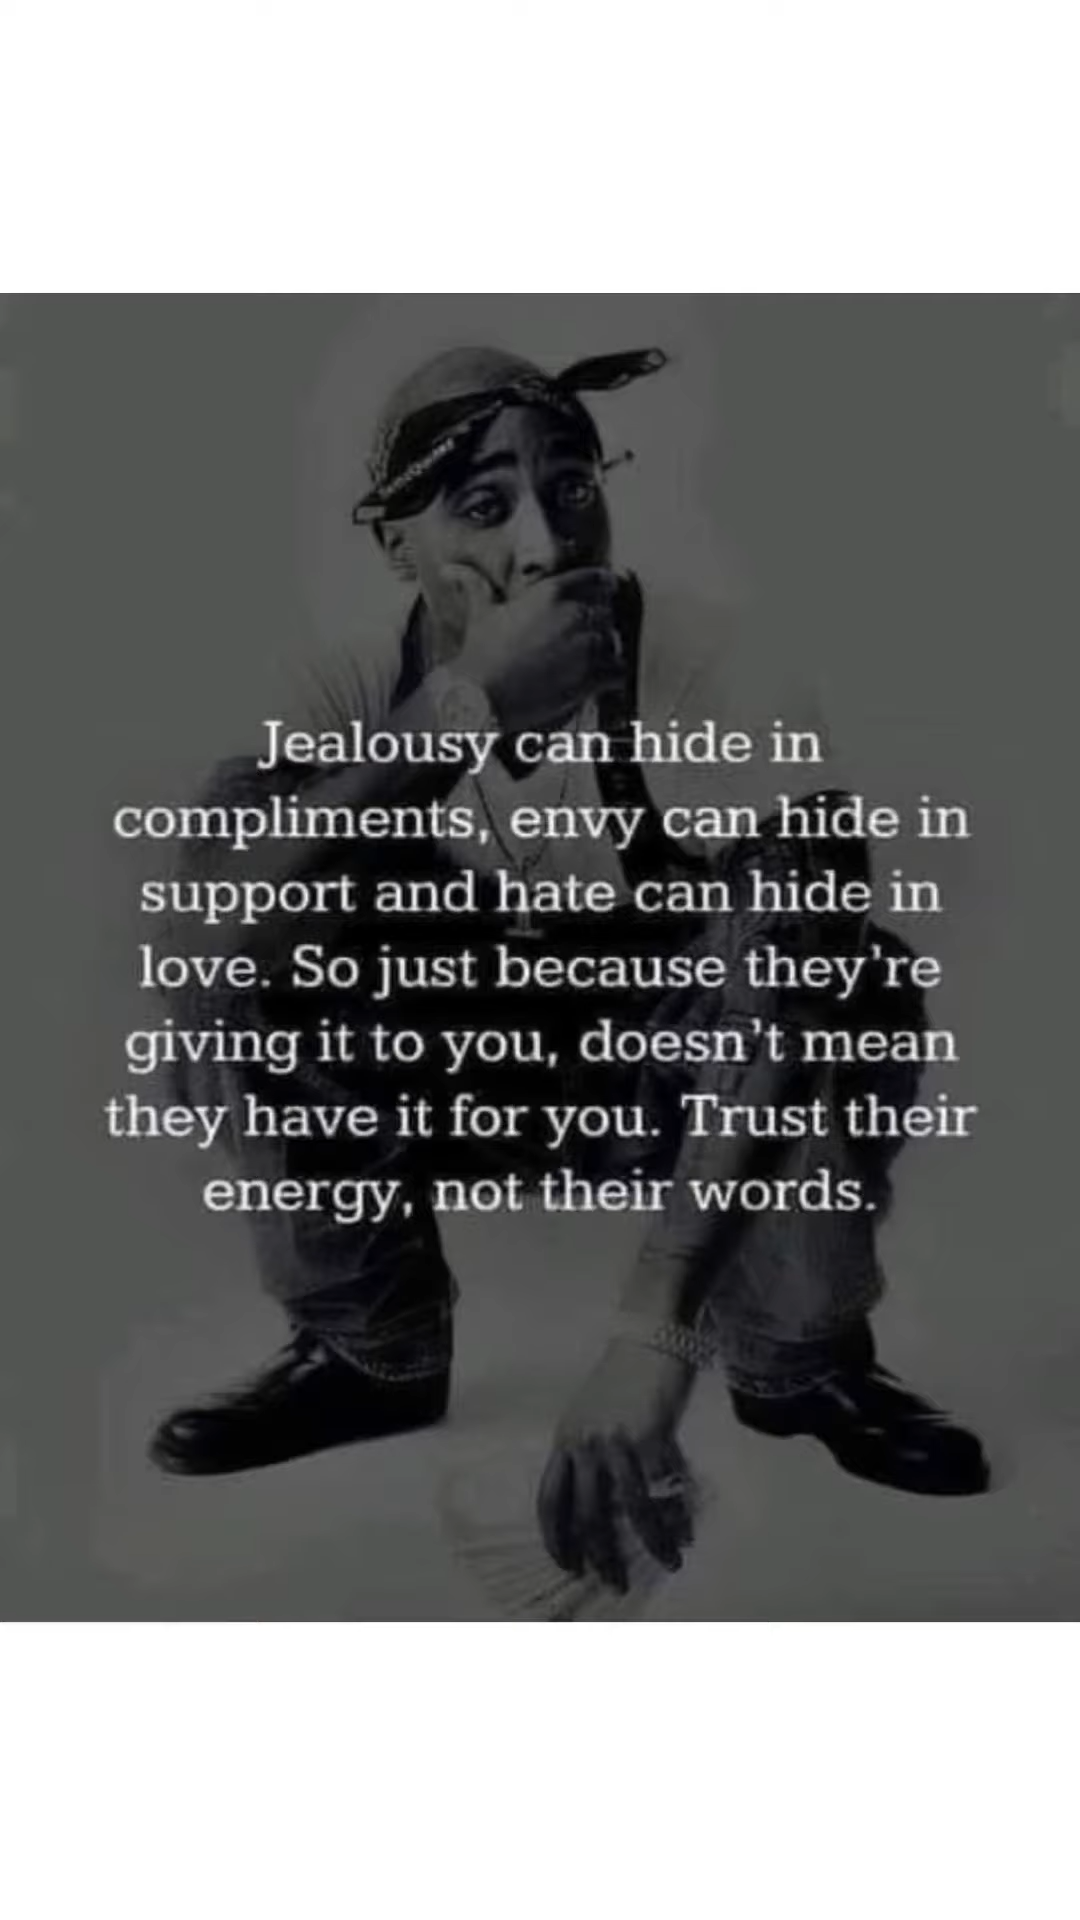 Jealousy can hide in
compliments, envy can hide in
support and hate can hide in
love. So just because they're
giving it to you, doesn't mean
they have it for you. Trust their
energy, not their words.